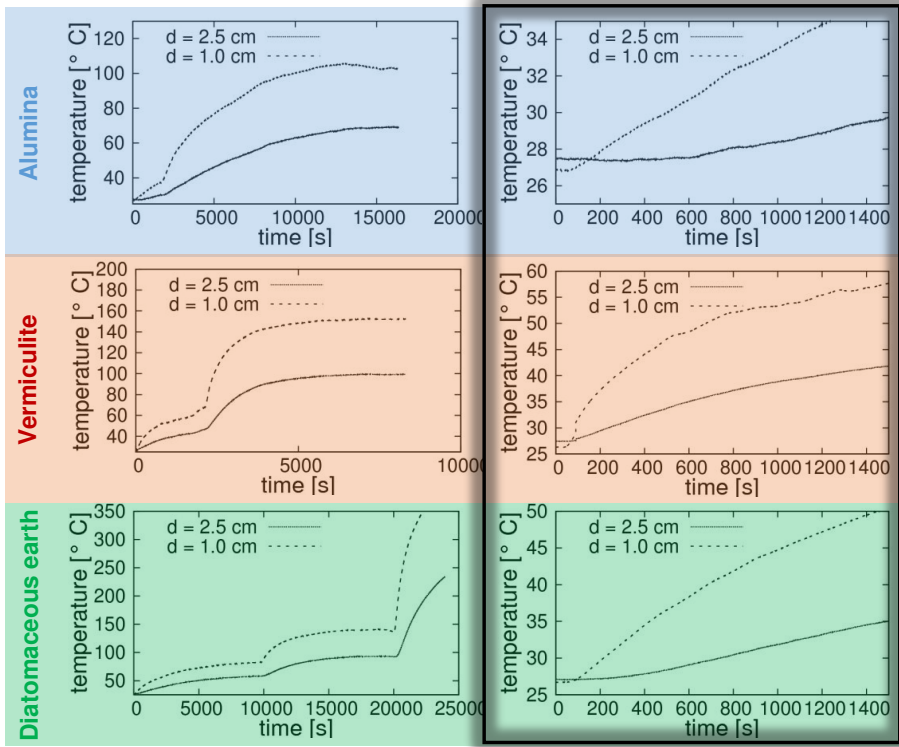 Alumina
temperature [° C]
120
100
80
60
40
d = 2.5 cm
d = 1.0 cm
0 5000 10000 15000 20000
time [s]
temperature [° C]
34
32
30
28
26
d = 2.5 cm
d = 1.0 cm
0 200 400 600 800 1000 1200 1400
time [s]
Vermiculite
temperature [° C]
200
180
160
140
120
100
80
60
40
d = 2.5 cm
d = 1.0 cm
0 5000 10000
time [s]
temperature [° C]
60
55
50
45
40
35
30
25
d = 2.5 cm
d = 1.0 cm
0 200 400 600 800 1000 1200 1400
time [s]
Diatomaceous earth
temperature [° C]
350
300
250
200
150
100
50
d = 2.5 cm
d = 1.0 cm
0 5000 10000 15000 20000 25000
time [s]
temperature [° C]
50
45
40
35
30
25
d = 2.5 cm
d = 1.0 cm
0 200 400 600 800 1000 1200 1400
time [s]